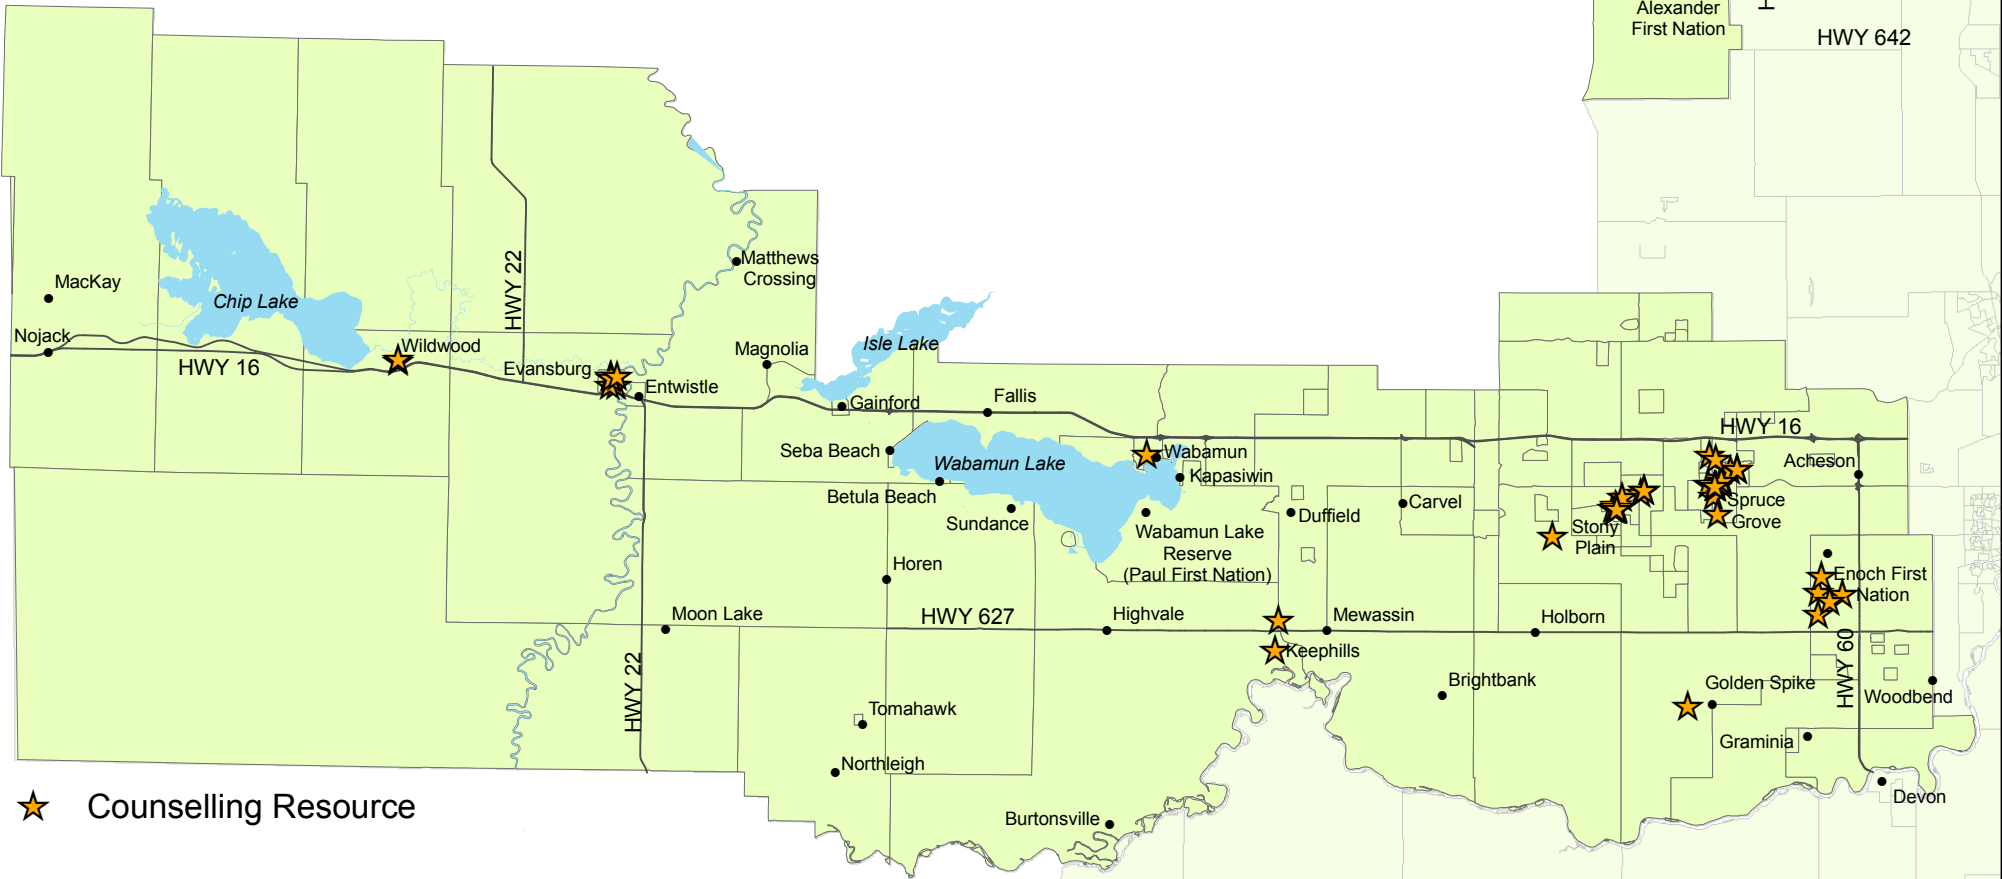 Alexander
First Nation
H
HWY 642
HWY 22
Matthews
Crossing
MacKay
Chip Lake
Nojack
HWY 16
Wildwood
Evansburg
Entwistle
Magnolia
Isle Lake
Gainford
Fallis
HWY 16
Seba Beach
Wabamun Lake
Wabamun
Kapasiwin
Acheson
Betula Beach
Sundance
Duffield
Carvel
Spruce
Grove
Wabamun Lake
Reserve
(Paul First Nation)
Stony
Plain
Horen
Enoch First
Nation
Moon Lake
HWY 627
Highvale
Mewassin
Holborn
Keephills
HWY 22
HWY 60
Brightbank
Golden Spike
Woodbend
Tomahawk
Graminia
Northleigh
Devon
Burtonsville
Counselling Resource